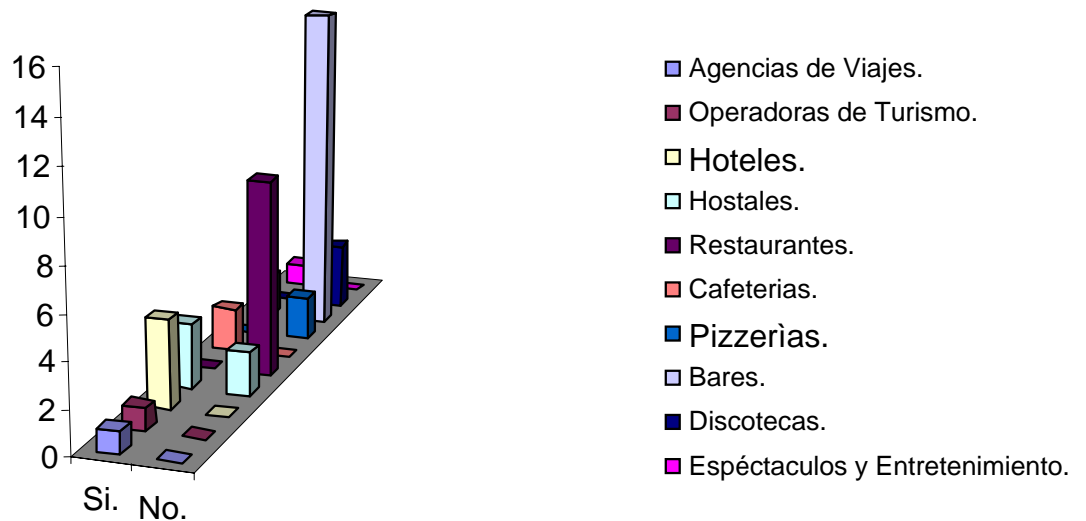 16
14
12
10
8
6
4
2
0
Si. No.
Agencias de Viajes.
Operadoras de Turismo.
Hoteles.
Hostales.
Restaurantes.
Cafeterias.
Pizzerìas.
Bares.
Discotecas.
Espéctaculos y Entretenimiento.